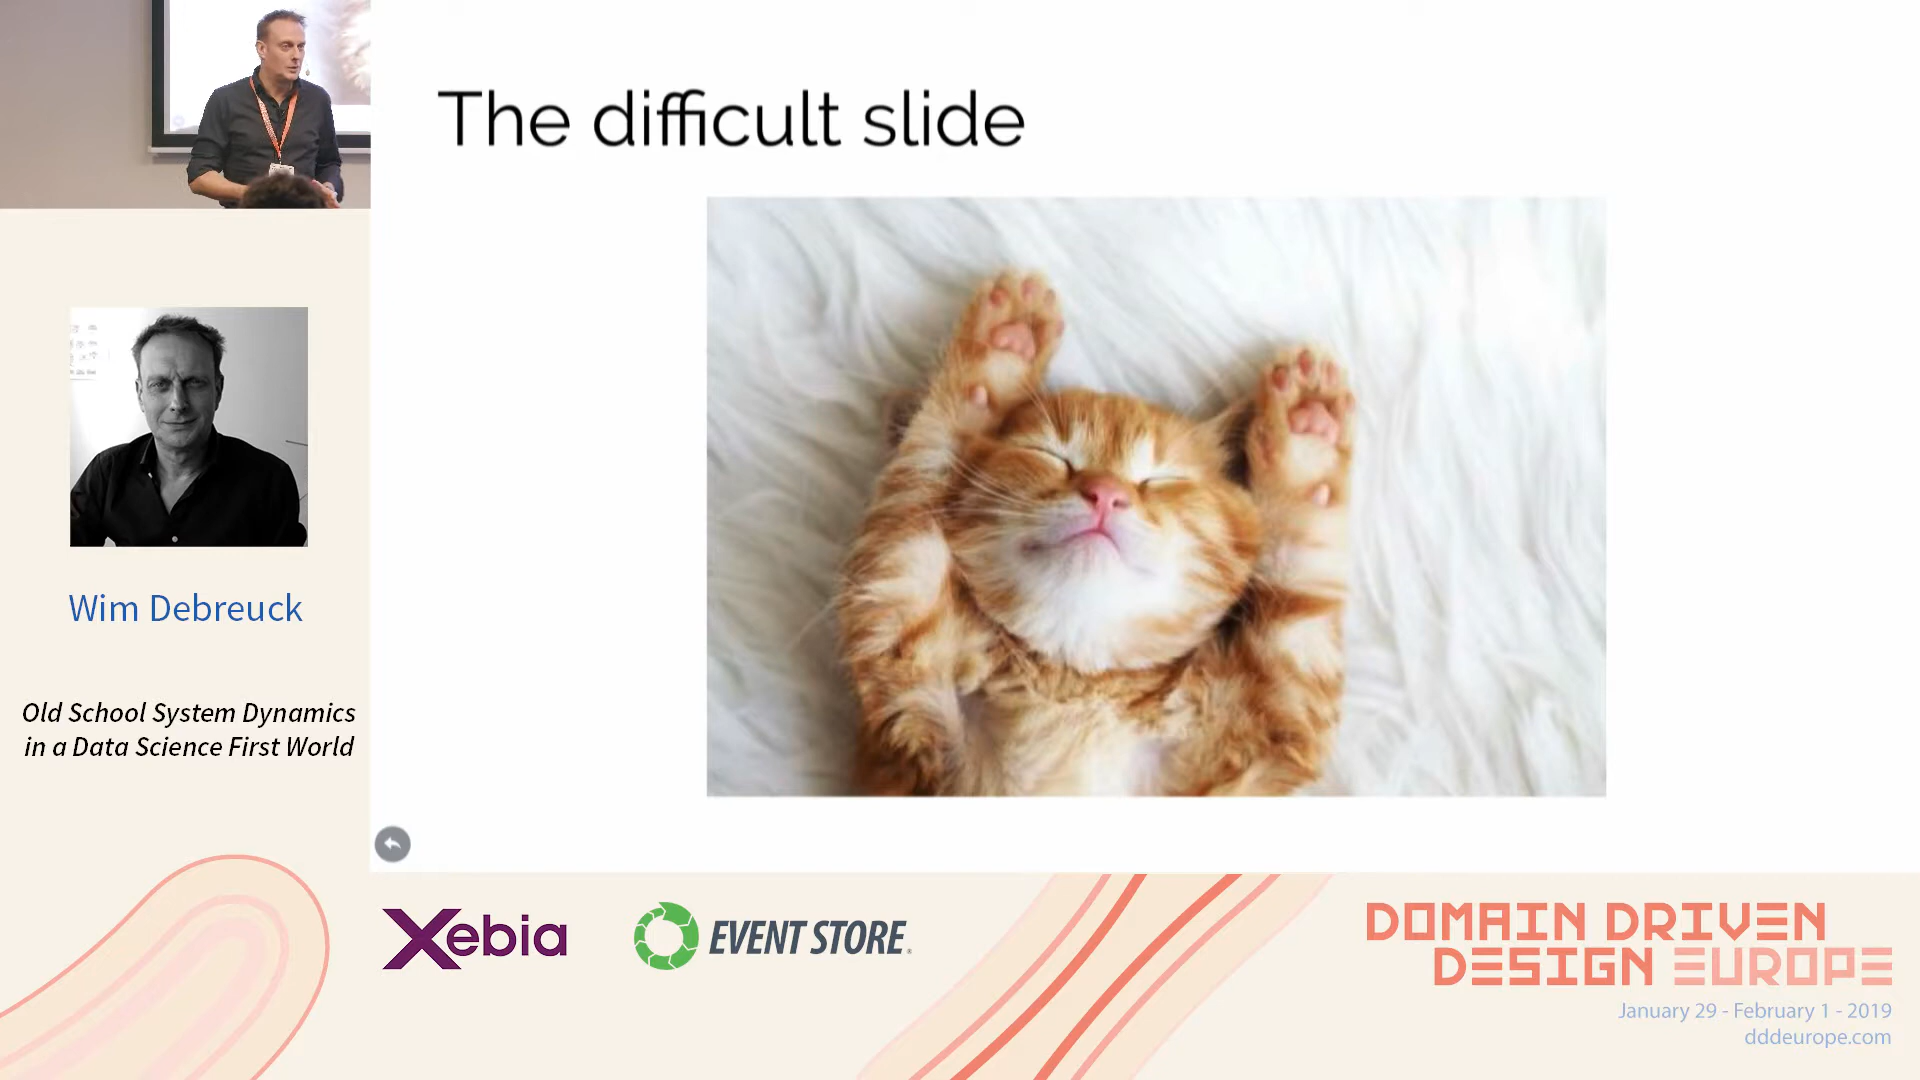 The difficult slide
Wim Debreuck
Old School System Dynamics
in a Data Science First World
Xebia
EVENT STORE
DOMAIN DRIVEN
DESIGN EUROPE
January 29 - February 1 - 2019
dddeurope.com